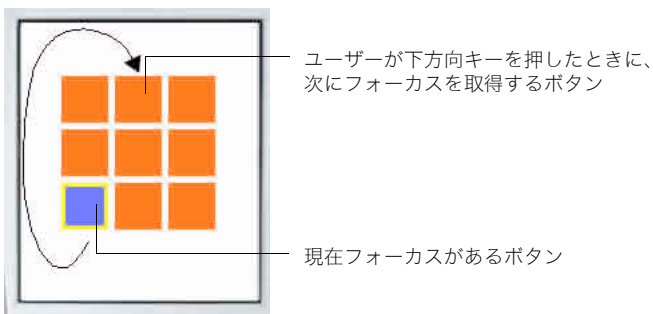 ユーザーが下方向キーを押したときに、
次にフォーカスを取得するボタン
現在フォーカスがあるボタン